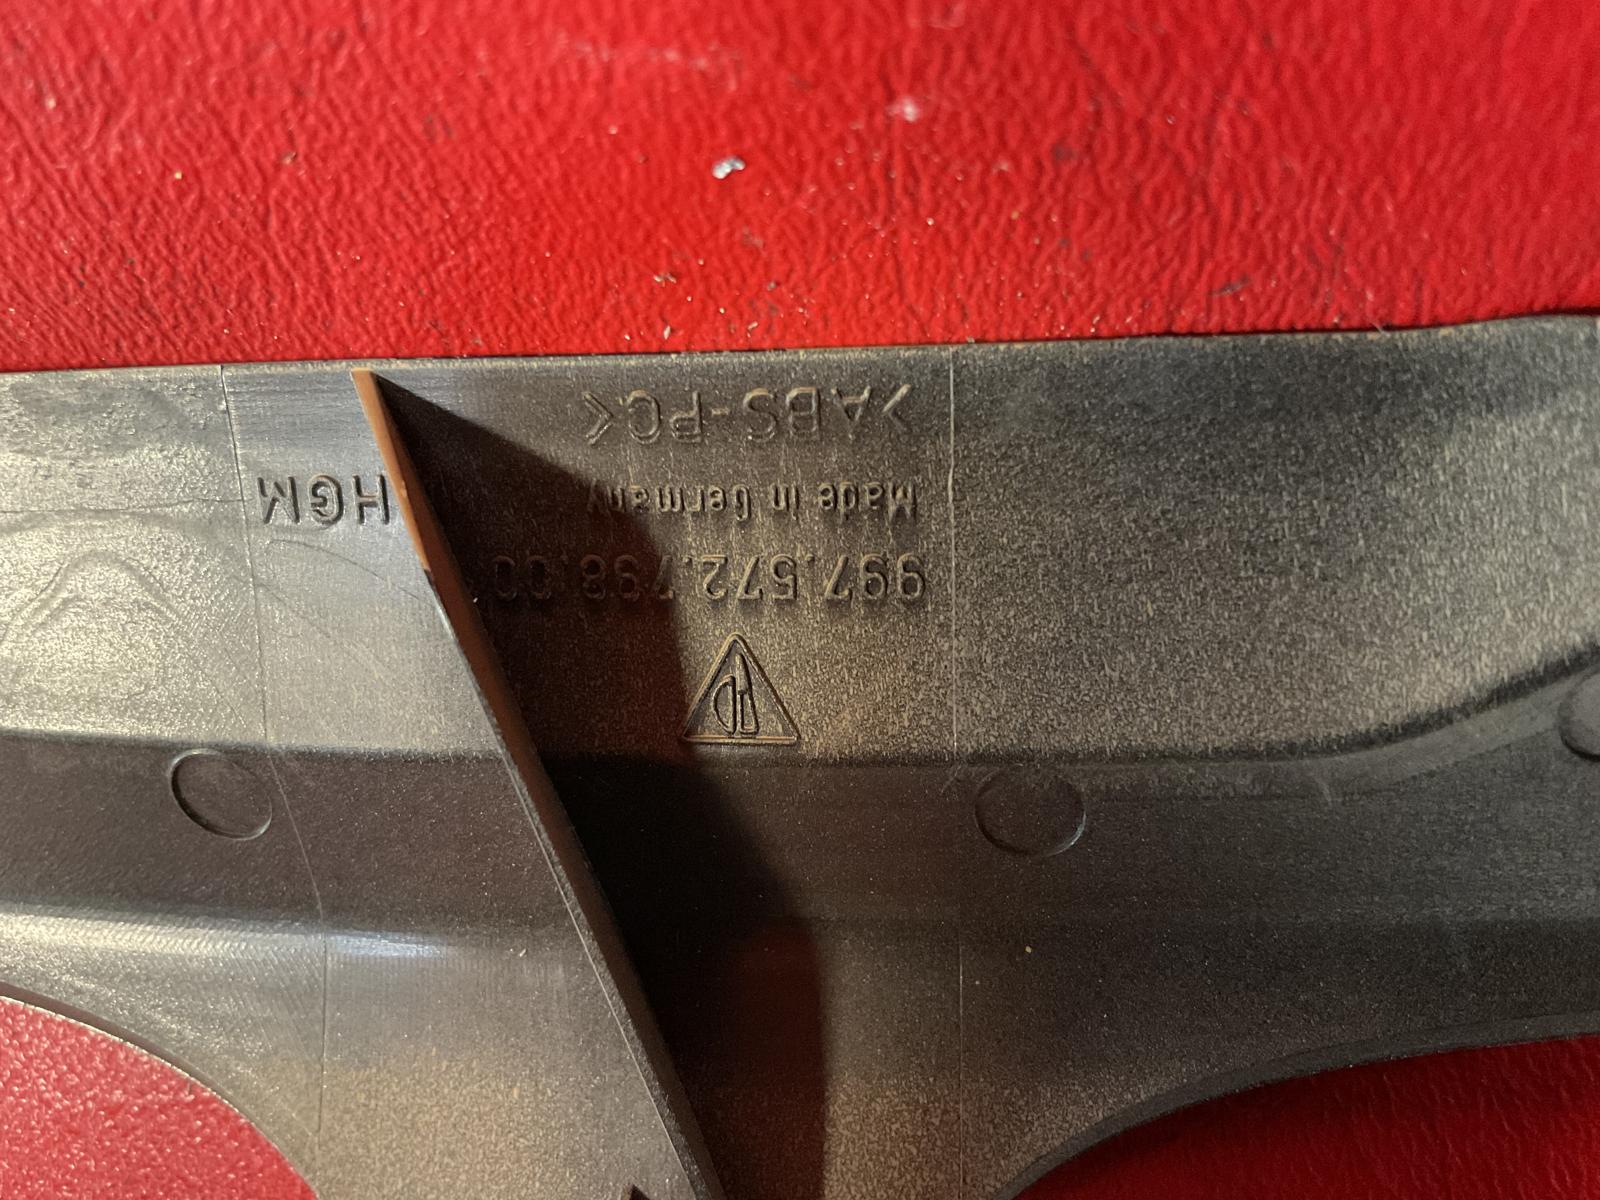 997.572.798.00
Made in Germany
>ABS-PC<
HGM